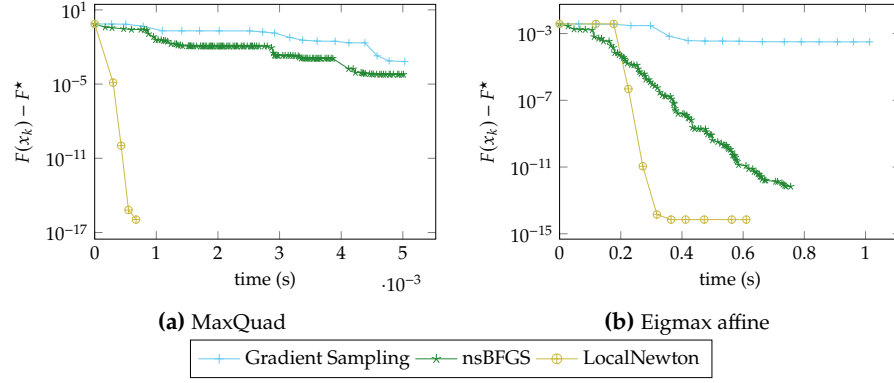 10^{-5}
10^{-11}
10^{-17}
F(x_k) − F^⋆
0 1 2 3 4 5
·10^{-3}
time (s)
(a) MaxQuad
10^{-3}
10^{-7}
10^{-11}
10^{-15}
F(x_k) − F^⋆
0 0.2 0.4 0.6 0.8 1
time (s)
(b) Eigmax affine
Gradient Sampling nsBFGS LocalNewton